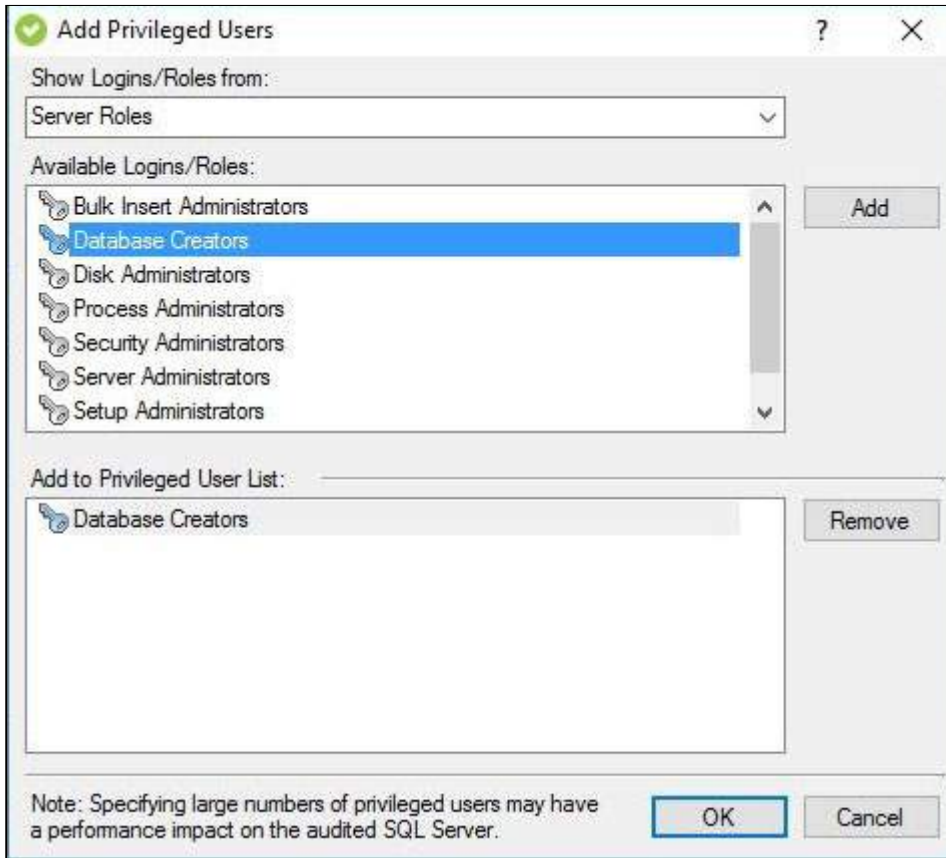 Add Privileged Users
?
Show Logins/Roles from:
Server Roles
Available Logins/Roles:
Bulk Insert Administrators
Database Creators
Disk Administrators
Process Administrators
Security Administrators
Server Administrators
Setup Administrators
Add
Add to Privileged User List:
Database Creators
Remove
Note: Specifying large numbers of privileged users may have
a performance impact on the audited SQL Server.
OK
Cancel